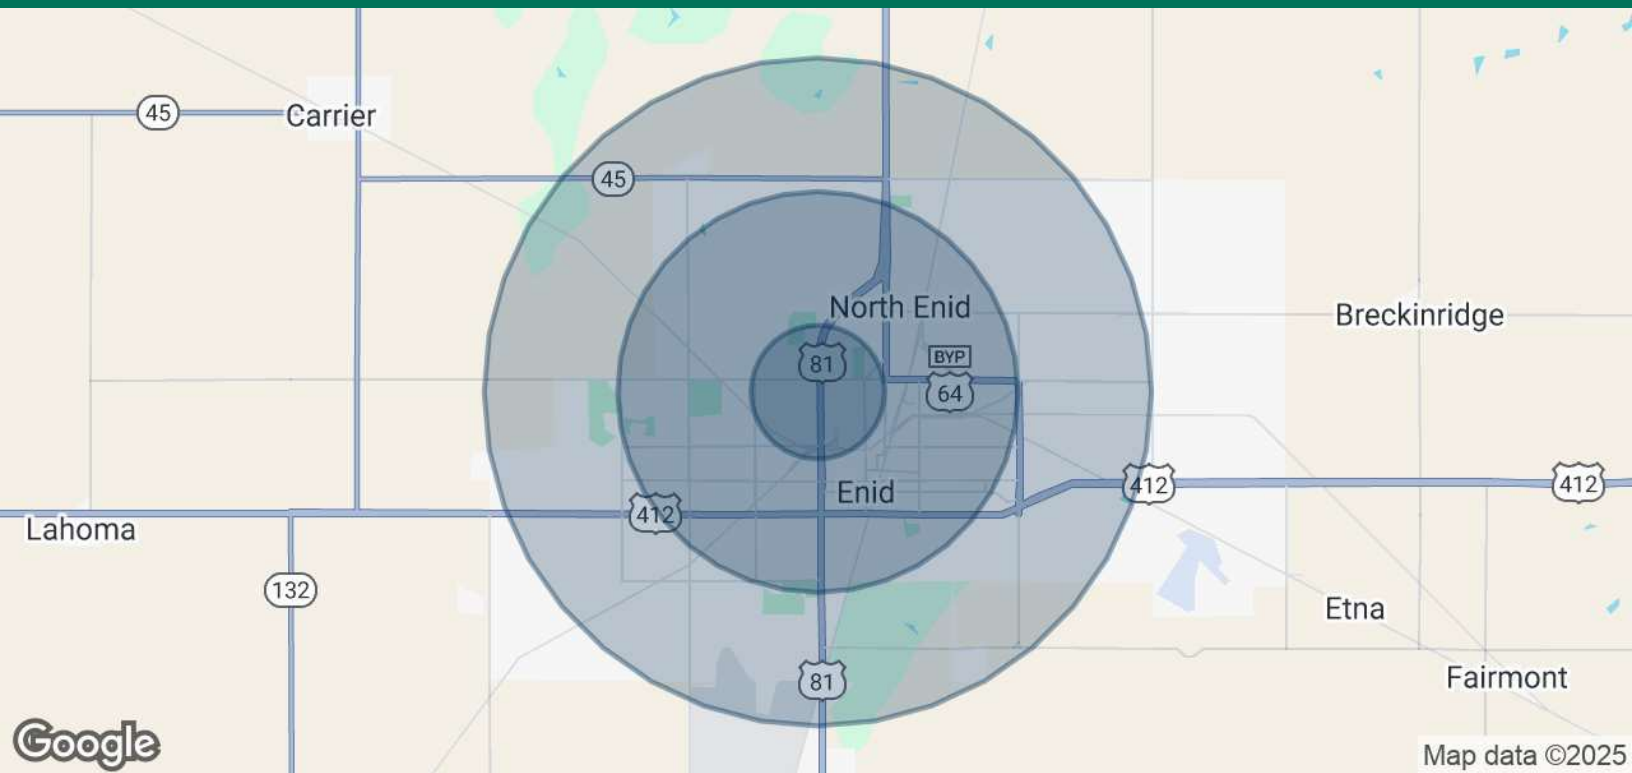 45
Carrier
45
North Enid
Breckinridge
81
BYP
64
Enid
412
412
412
Lahoma
132
Etna
Fairmont
81
Google
Map data ©2025